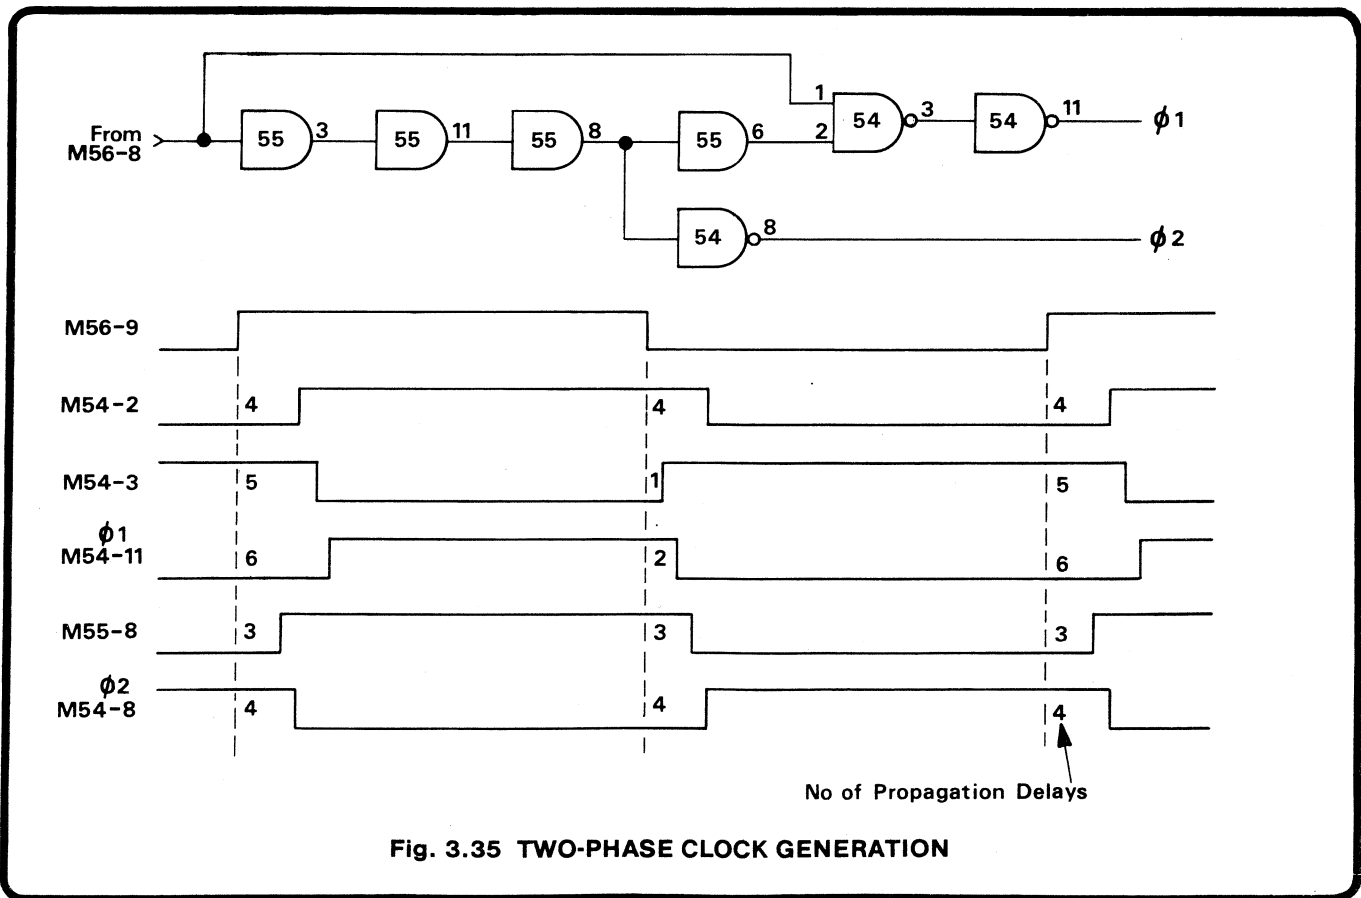 1
3
11
From
M56-8
55
3
55
11
55
8
55
6
2
54
54
ϕ1
54
8
ϕ2
M56-9
M54-2
4
4
4
M54-3
5
1
5
ϕ1
M54-11
6
2
6
M55-8
3
3
3
ϕ2
M54-8
4
4
4
No of Propagation Delays
Fig. 3.35 TWO-PHASE CLOCK GENERATION